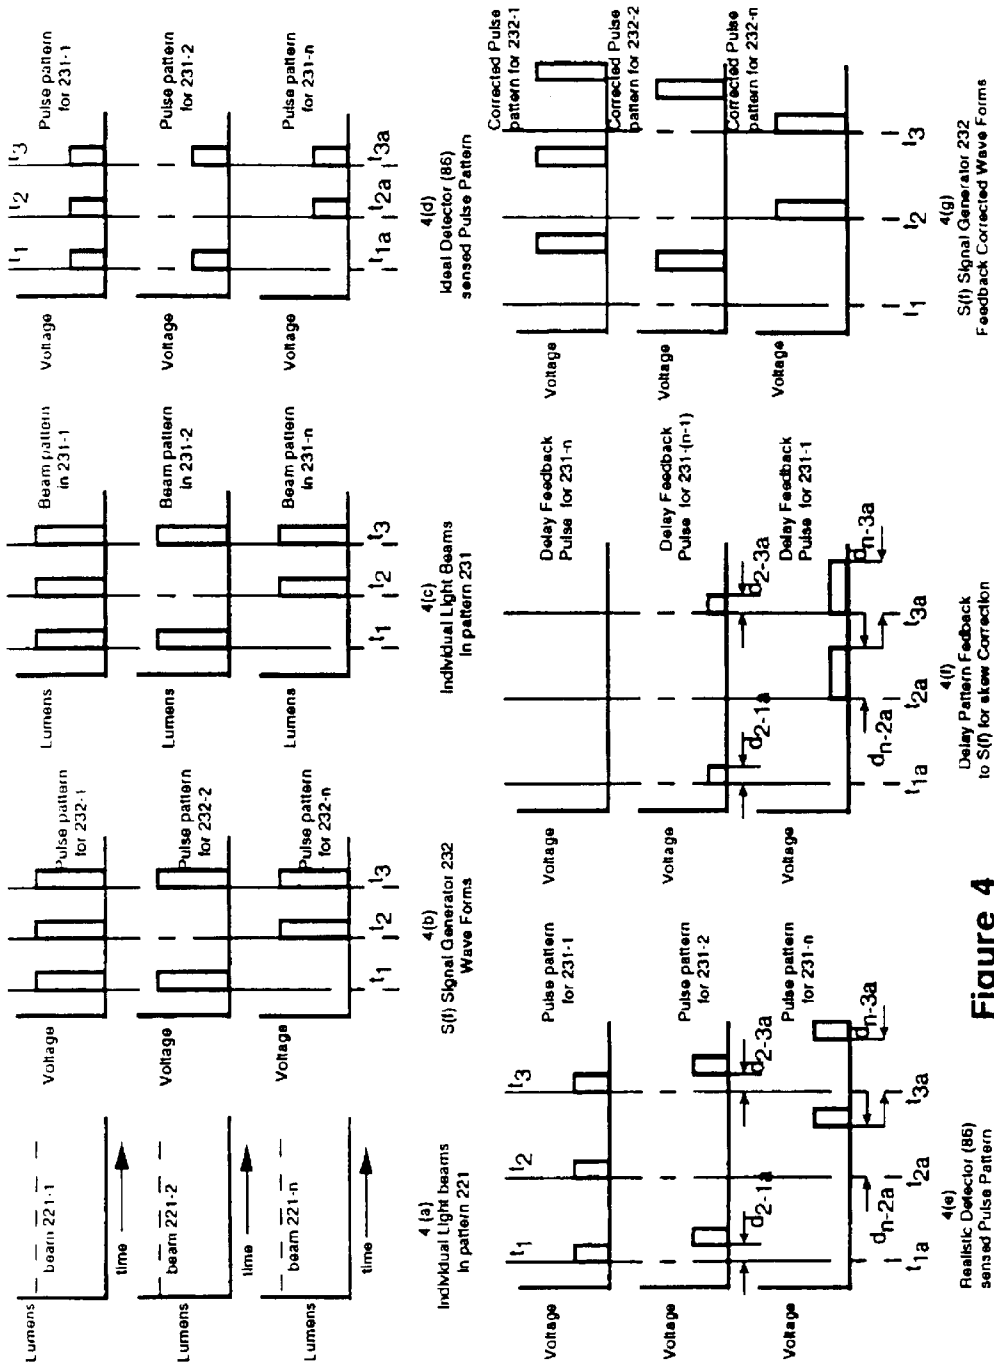 Lumens
beam 221-1
time
Lumens
beam 221-2
time
Lumens
beam 221-n
time
4 (a)
Individual Light beams
in pattern 221
Voltage
Pulse pattern
for 232-1
Voltage
Pulse pattern
for 232-2
Voltage
Pulse pattern
for 232-n
t1
t2
t3
4(b)
S(f) Signal Generator 232
Wave Forms
Lumens
Beam pattern
in 231-1
Lumens
Beam pattern
in 231-2
Lumens
Beam pattern
in 231-n
t1
t2
t3
4(c)
Individual Light Beams
in pattern 231
t1
t2
t3
Voltage
Pulse pattern
for 231-1
Voltage
Pulse pattern
for 231-2
Voltage
Pulse pattern
for 231-n
t1a
t2a
t3a
4(d)
Ideal Detector (86)
sensed Pulse Pattern
t1
t2
t3
Voltage
Pulse pattern
for 231-1
Voltage
Pulse pattern
for 231-2
d2-1a
d2-3a
Voltage
Pulse pattern
for 231-n
dn-2a
dn-3a
t1a
t2a
t3a
4(e)
Realistic Detector (86)
sensed Pulse Pattern
Voltage
Delay Feedback
Pulse for 231-n
Voltage
Delay Feedback
Pulse for 231-(n-1)
d2-1a
d2-3a
Voltage
Delay Feedback
Pulse for 231-1
dn-2a
dn-3a
t1a
t2a
t3a
4(f)
Delay Pattern Feedback
to S(f) for skew Correction
Voltage
Corrected Pulse
pattern for 232-1
Voltage
Corrected Pulse
pattern for 232-2
Voltage
Corrected Pulse
pattern for 232-n
t1
t2
t3
4(g)
S(f) Signal Generator 232
Feedback Corrected Wave Forms
Figure 4